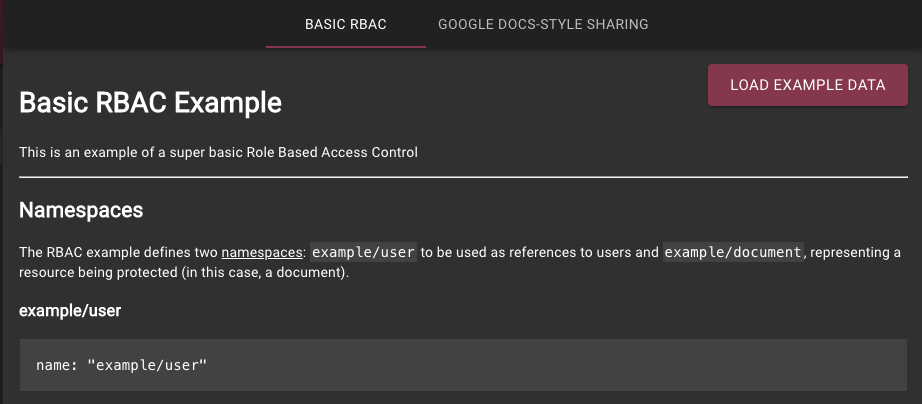 BASIC RBAC
GOOGLE DOCS-STYLE SHARING
LOAD EXAMPLE DATA
Basic RBAC Example
This is an example of a super basic Role Based Access Control
Namespaces
The RBAC example defines two namespaces: example/user to be used as references to users and example/document, representing a
resource being protected (in this case, a document).
example/user
name: "example/user"